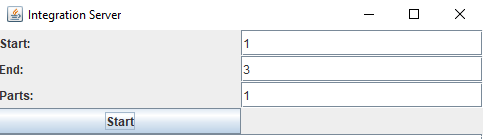 Integration Server
Start: 1
End: 3
Parts: 1
Start